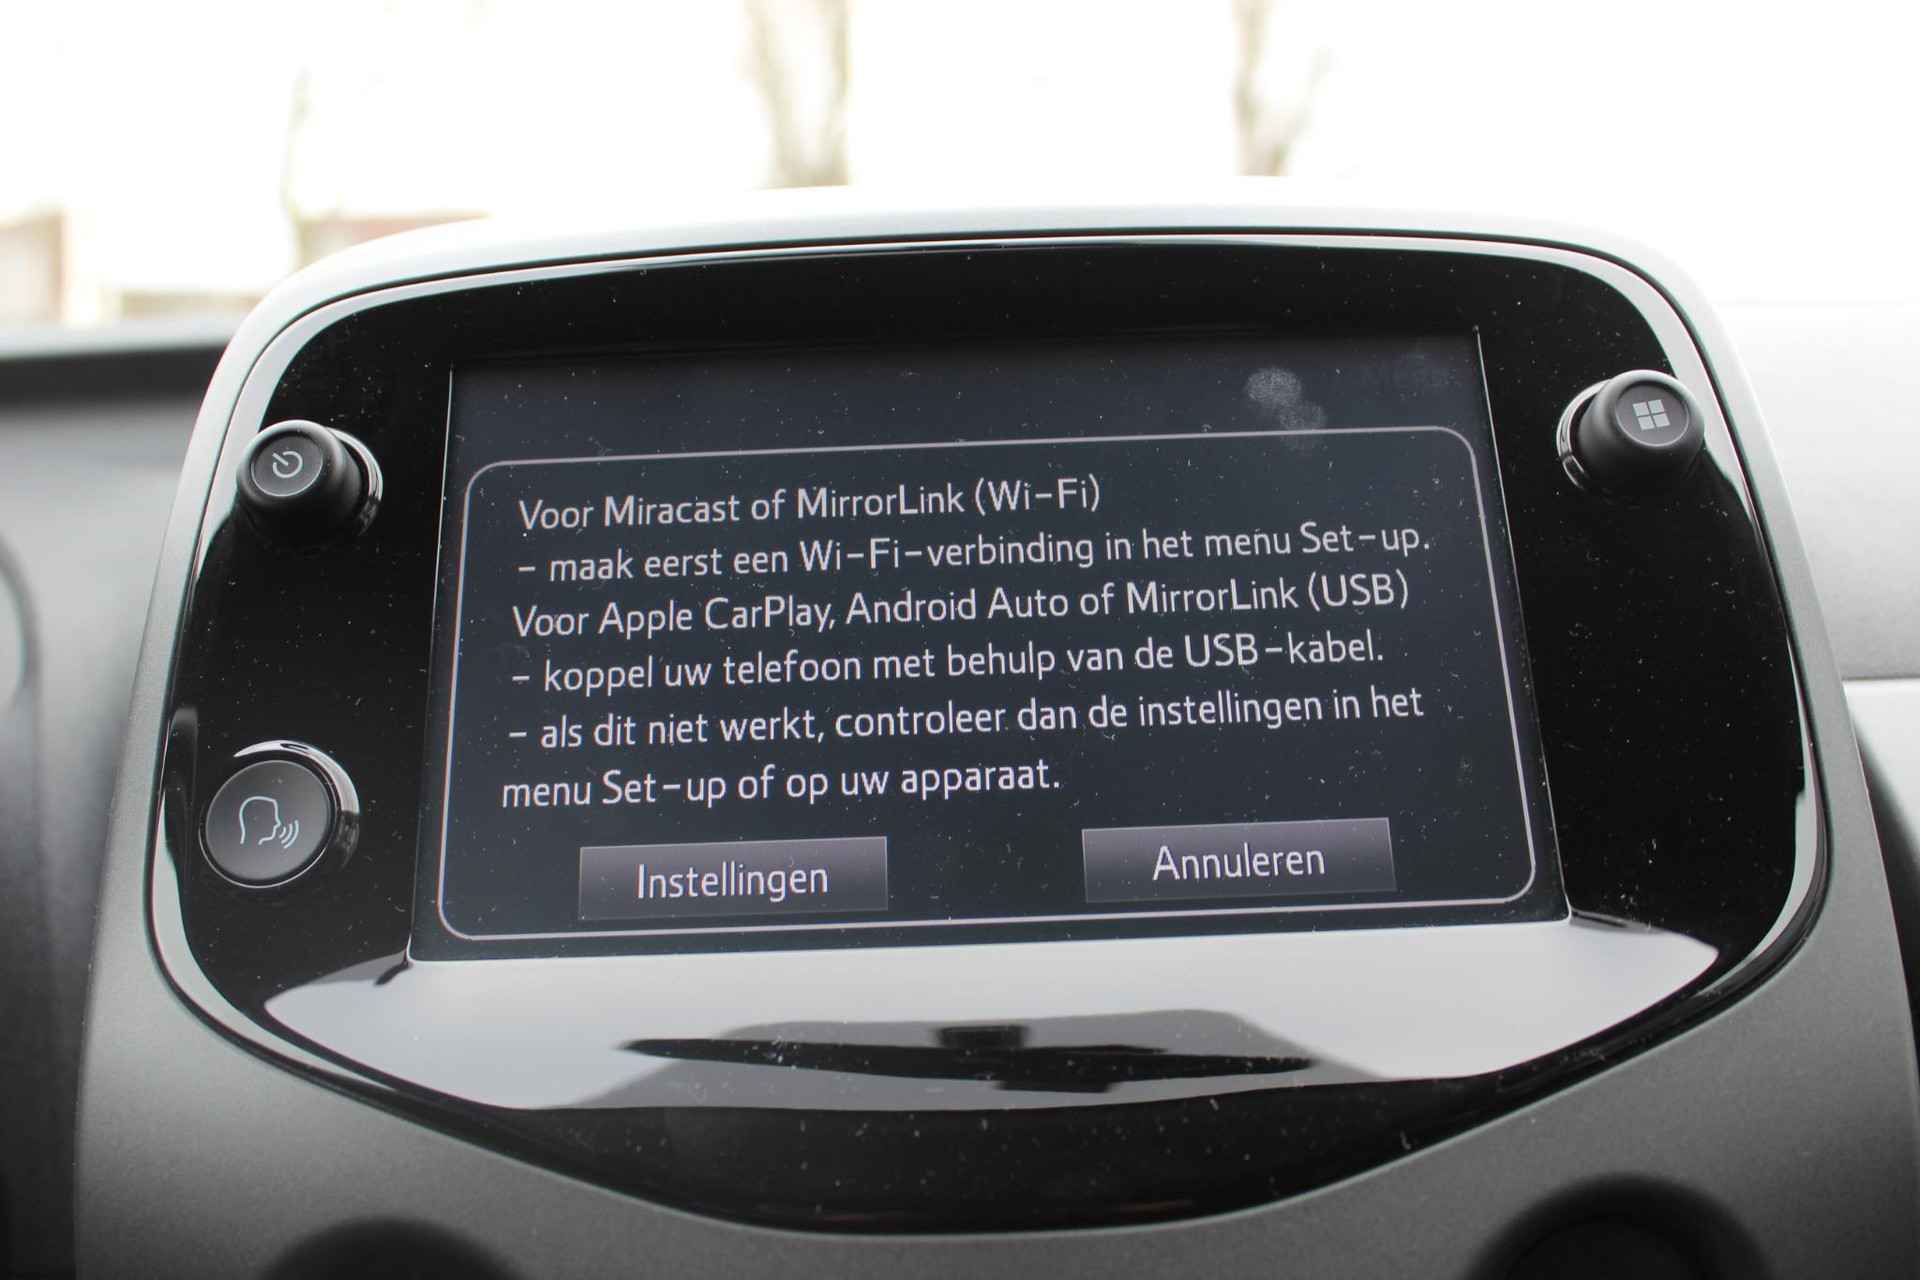 Voor Miracast of MirrorLink (Wi-Fi)
- maak eerst een Wi-Fi-verbinding in het menu Set-up.
Voor Apple CarPlay, Android Auto of MirrorLink (USB)
- koppel uw telefoon met behulp van de USB-kabel.
- als dit niet werkt, controleer dan de instellingen in het
menu Set-up of op uw apparaat.
Instellingen
Annuleren